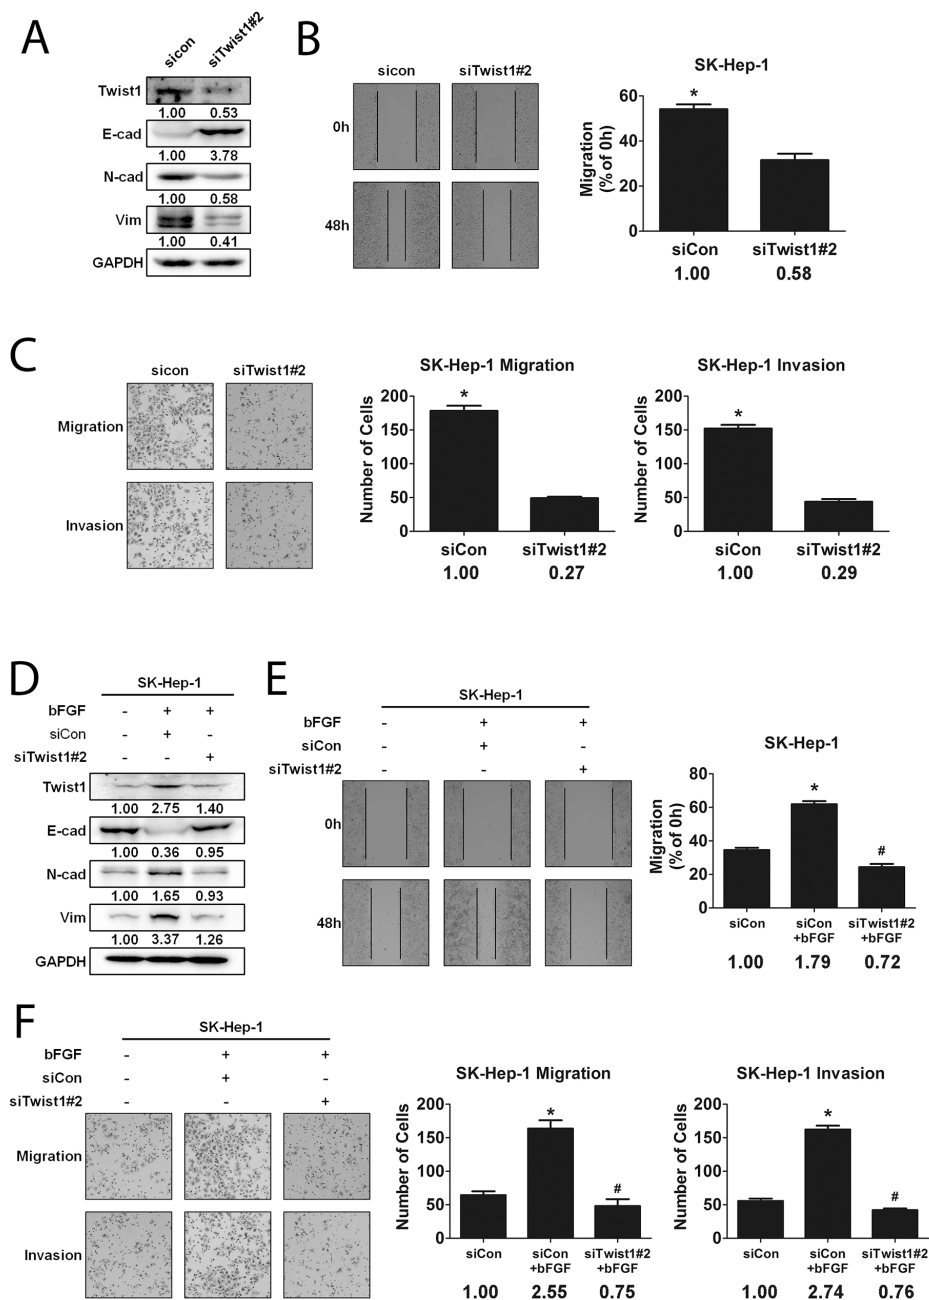 A
sicon
siTwist1#2
Twist1
1.00 0.53
E-cad
1.00 3.78
N-cad
1.00 0.58
Vim
1.00 0.41
GAPDH
B
sicon siTwist1#2
0h
48h
SK-Hep-1
Migration
(% of 0h)
60
40
20
0
*
siCon siTwist1#2
1.00 0.58
C
sicon siTwist1#2
Migration
Invasion
SK-Hep-1 Migration
Number of Cells
200
150
100
50
0
*
siCon siTwist1#2
1.00 0.27
SK-Hep-1 Invasion
Number of Cells
200
150
100
50
0
*
siCon siTwist1#2
1.00 0.29
D
SK-Hep-1
bFGF - + +
siCon - + -
siTwist1#2 - - +
Twist1
1.00 2.75 1.40
E-cad
1.00 0.36 0.95
N-cad
1.00 1.65 0.93
Vim
1.00 3.37 1.26
GAPDH
E
SK-Hep-1
bFGF - + +
siCon - + -
siTwist1#2 - - +
0h
48h
SK-Hep-1
Migration
(% of 0h)
80
60
40
20
0
*
#
siCon siCon siTwist1#2
+bFGF +bFGF
1.00 1.79 0.72
F
SK-Hep-1
bFGF - + +
siCon - + -
siTwist1#2 - - +
Migration
Invasion
SK-Hep-1 Migration
Number of Cells
200
150
100
50
0
*
#
siCon siCon siTwist1#2
+bFGF +bFGF
1.00 2.55 0.75
SK-Hep-1 Invasion
Number of Cells
200
150
100
50
0
*
#
siCon siCon siTwist1#2
+bFGF +bFGF
1.00 2.74 0.76